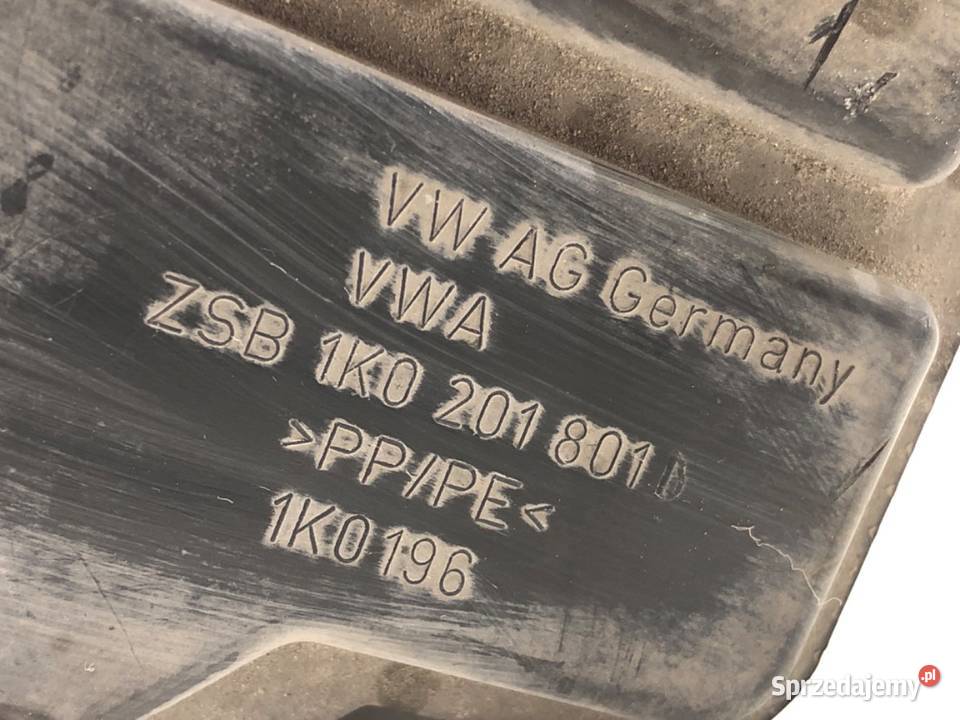 VW AG Germany
VWA
ZSB 1K0 201 801 D
>PP/PE<
1K0 196
Sprzedajemy.pl